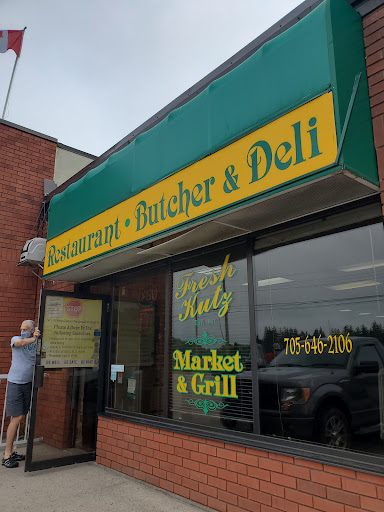 Restaurant • Butcher & Deli
Fresh
Kutz
Market
& Grill
705-646-2106